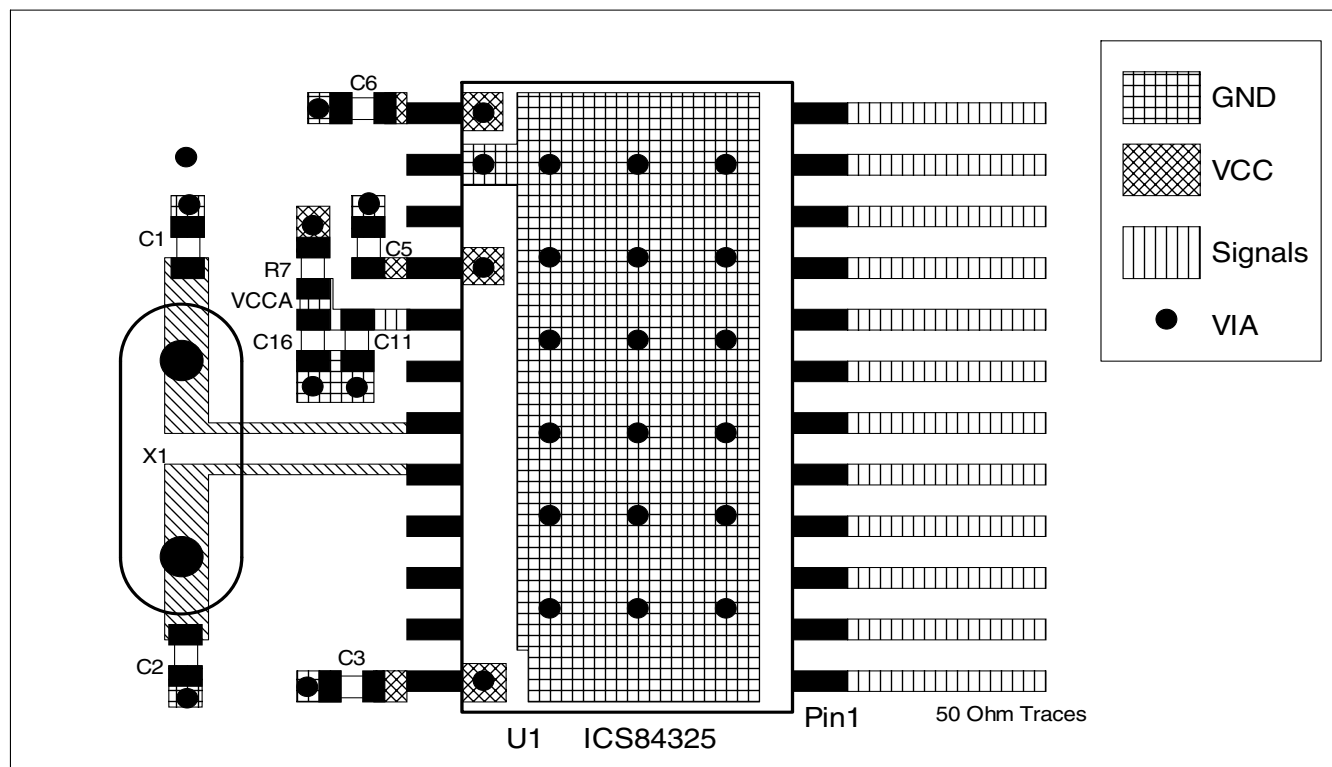 C6
GND
VCC
C1
C5
Signals
R7
VCCA
VIA
C16
C11
X1
C2
C3
Pin1
50 Ohm Traces
U1 ICS84325